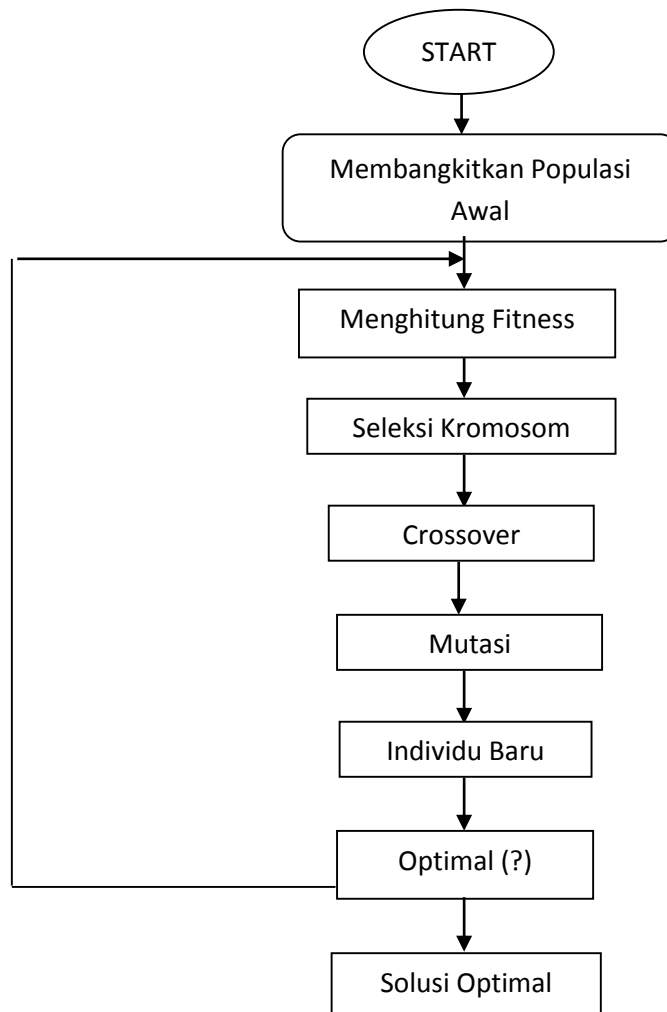 START
Membangkitkan Populasi
Awal
Menghitung Fitness
Seleksi Kromosom
Crossover
Mutasi
Individu Baru
Optimal (?)
Solusi Optimal